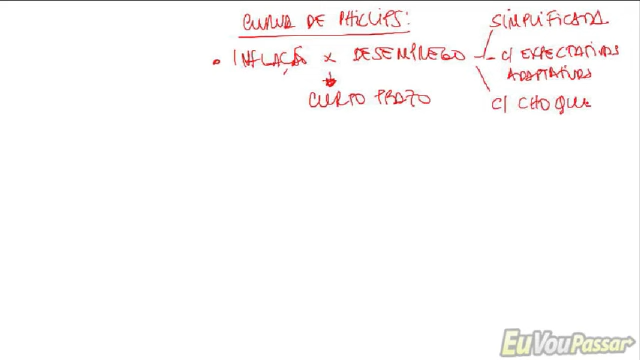 CURVA DE PHILLIPS:
• INFLAÇÃO x DESEMPREGO
CURTO PRAZO
SIMPLIFICADA
C/ EXPECTATIVAS
ADAPTATIVAS
C/ CHOQUE
EuVouPassar